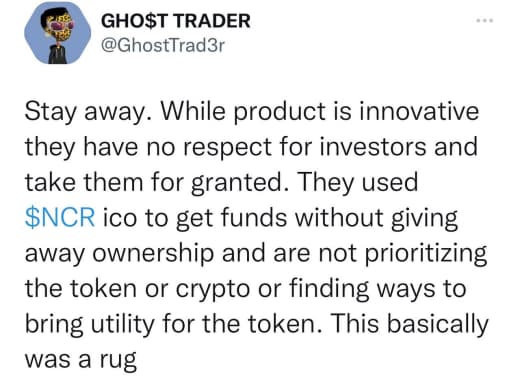 GHO$T TRADER
@GhostTrad3r
Stay away. While product is innovative
they have no respect for investors and
take them for granted. They used
$NCR ico to get funds without giving
away ownership and are not prioritizing
the token or crypto or finding ways to
bring utility for the token. This basically
was a rug